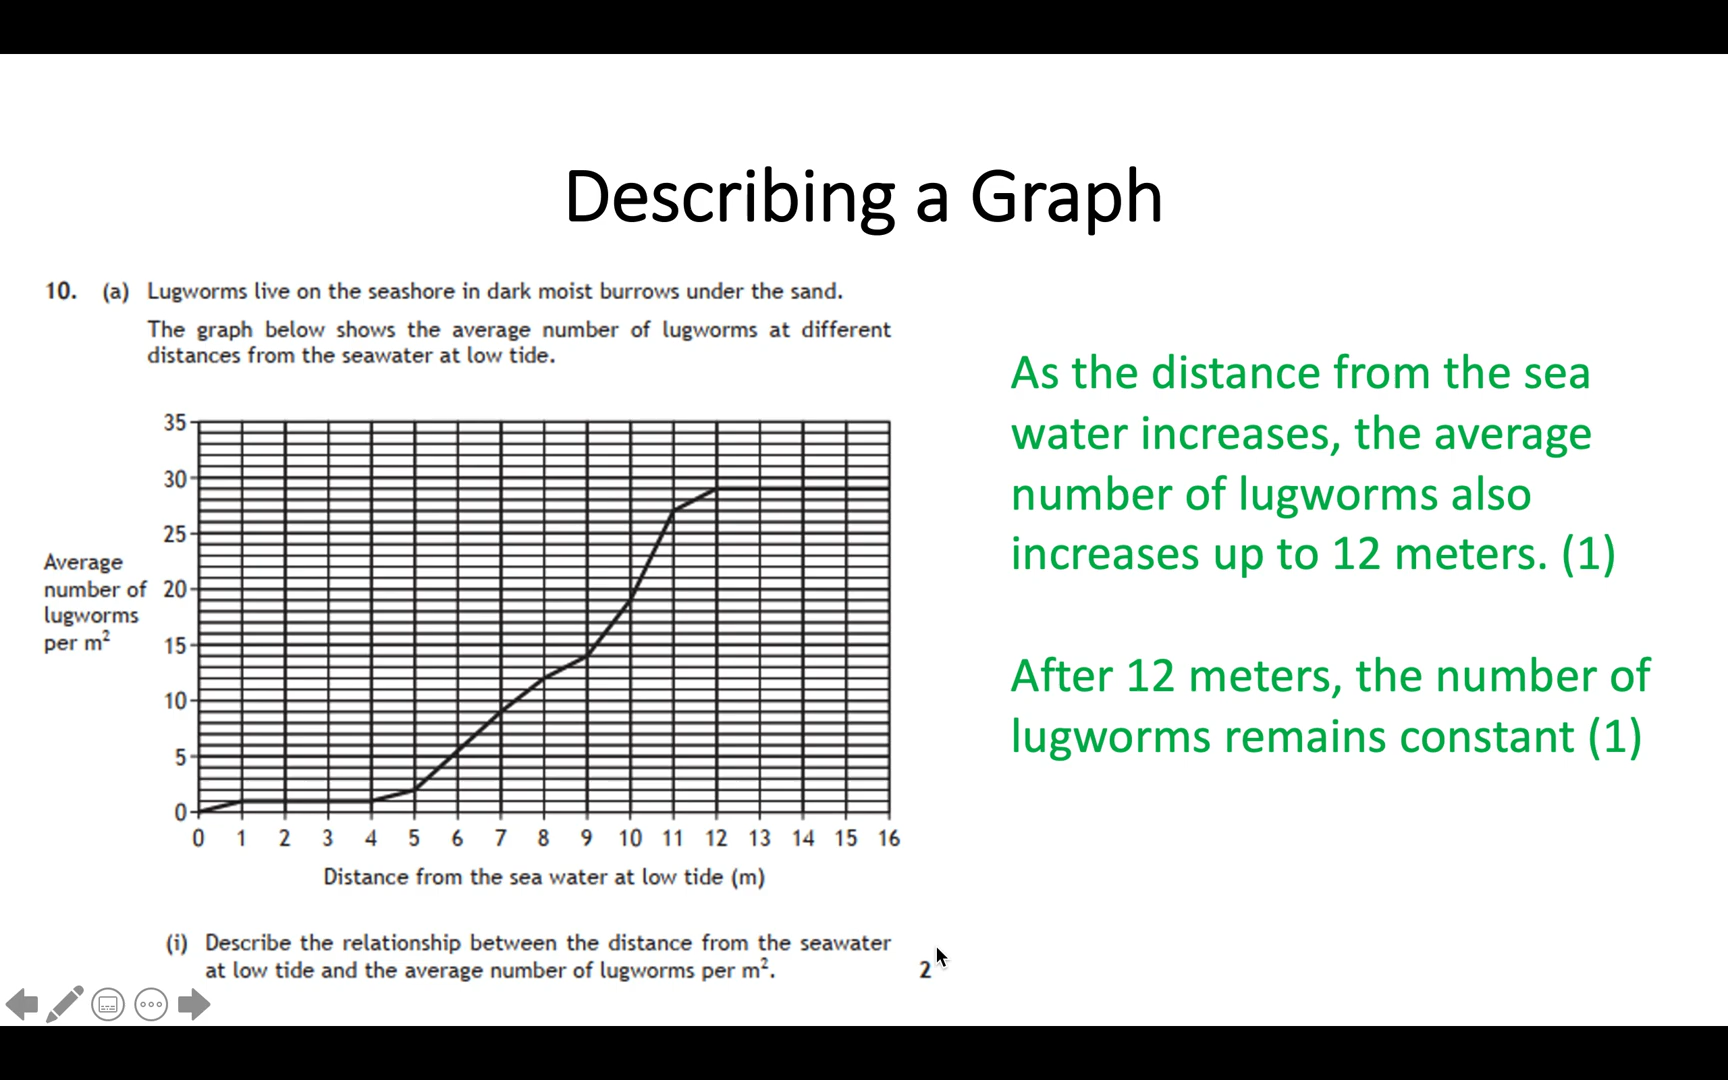 Describing a Graph
10. (a) Lugworms live on the seashore in dark moist burrows under the sand.
The graph below shows the average number of lugworms at different
distances from the seawater at low tide.
35
30
25
20
15
10
5
0
Average
number of
lugworms
per m²
0 1 2 3 4 5 6 7 8 9 10 11 12 13 14 15 16
Distance from the sea water at low tide (m)
(i) Describe the relationship between the distance from the seawater
at low tide and the average number of lugworms per m². 2
As the distance from the sea
water increases, the average
number of lugworms also
increases up to 12 meters. (1)
After 12 meters, the number of
lugworms remains constant (1)